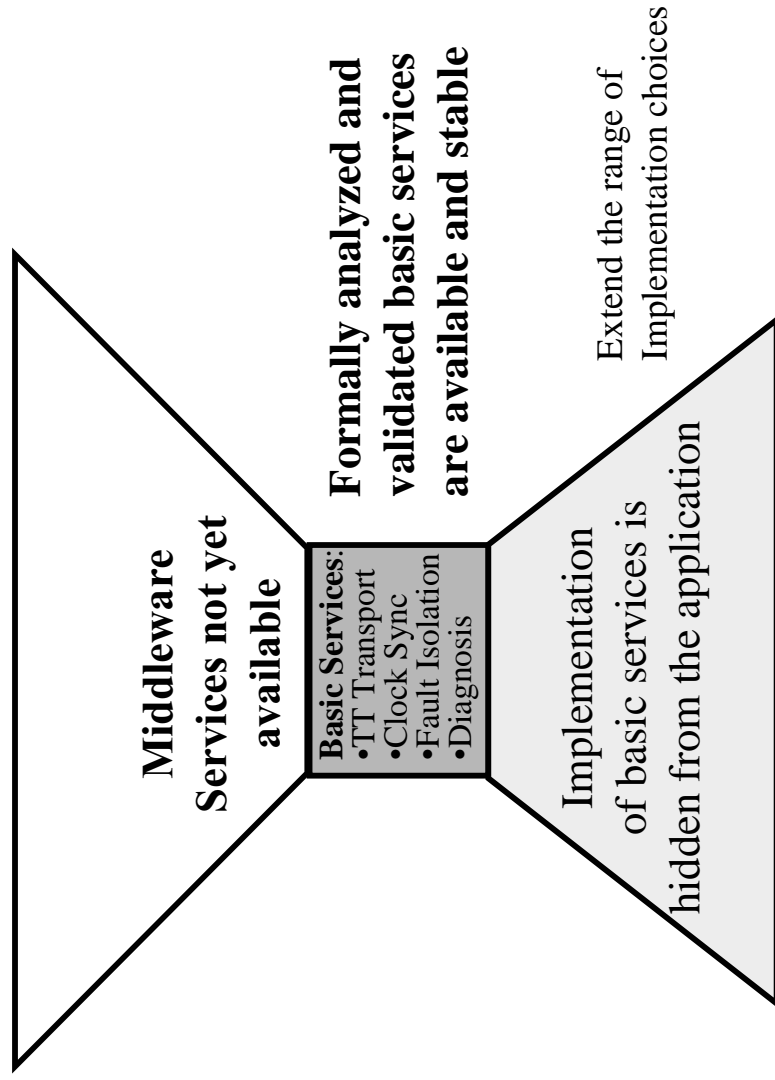 Middleware
Services not yet
available
Basic Services:
•TT Transport
•Clock Sync
•Fault Isolation
•Diagnosis
Formally analyzed and
validated basic services
are available and stable
Implementation
of basic services is
hidden from the application
Extend the range of
Implementation choices